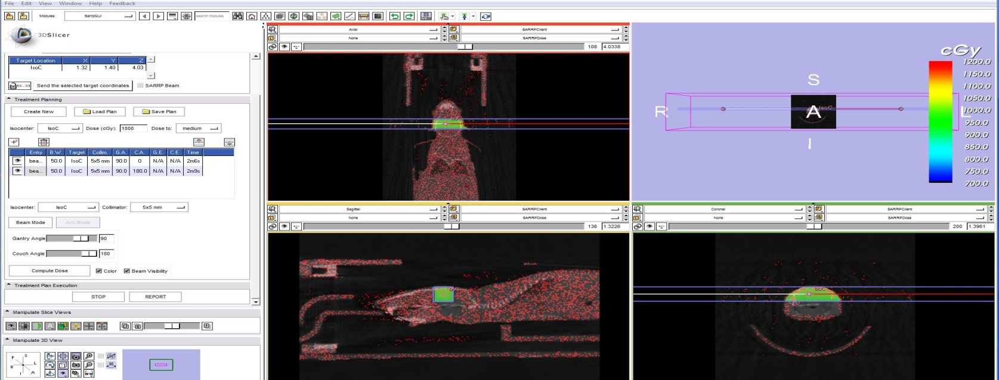 File Edit View Window Help Feedback
Modules: SarrpGUI search modules
3DSlicer
Target Location X Y Z
IsoC 1.32 1.40 4.03
Send the selected target coordinates SARRP Beam
Treatment Planning
Create New Load Plan Save Plan
Isocenter: IsoC Dose (cGy): 1000 Dose to: medium
Entry B.W. Target Collim. G.A. C.A. G.E. C.E. Time
bea... 50.0 IsoC 5x5 mm 90.0 0 N/A N/A 2m6s
bea... 50.0 IsoC 5x5 mm 90.0 180.0 N/A N/A 2m9s
Isocenter: IsoC Collimator: 5x5 mm
Beam Mode Arc Mode
Gantry Angle 90
Couch Angle 180
Compute Dose Color Beam Visibility
Treatment Plan Execution
STOP REPORT
Manipulate Slice Views
Manipulate 3D View
P S
R L
I A
Axial SARRPClient
None SARRPDose
108 4.0338
S
R A IsoC L
I
cGy
1200.0
1150.0
1100.0
1050.0
1000.0
950.0
900.0
850.0
800.0
750.0
700.0
Sagittal SARRPClient
None SARRPDose
136 1.3226
Coronal SARRPClient
None SARRPDose
200 1.3961